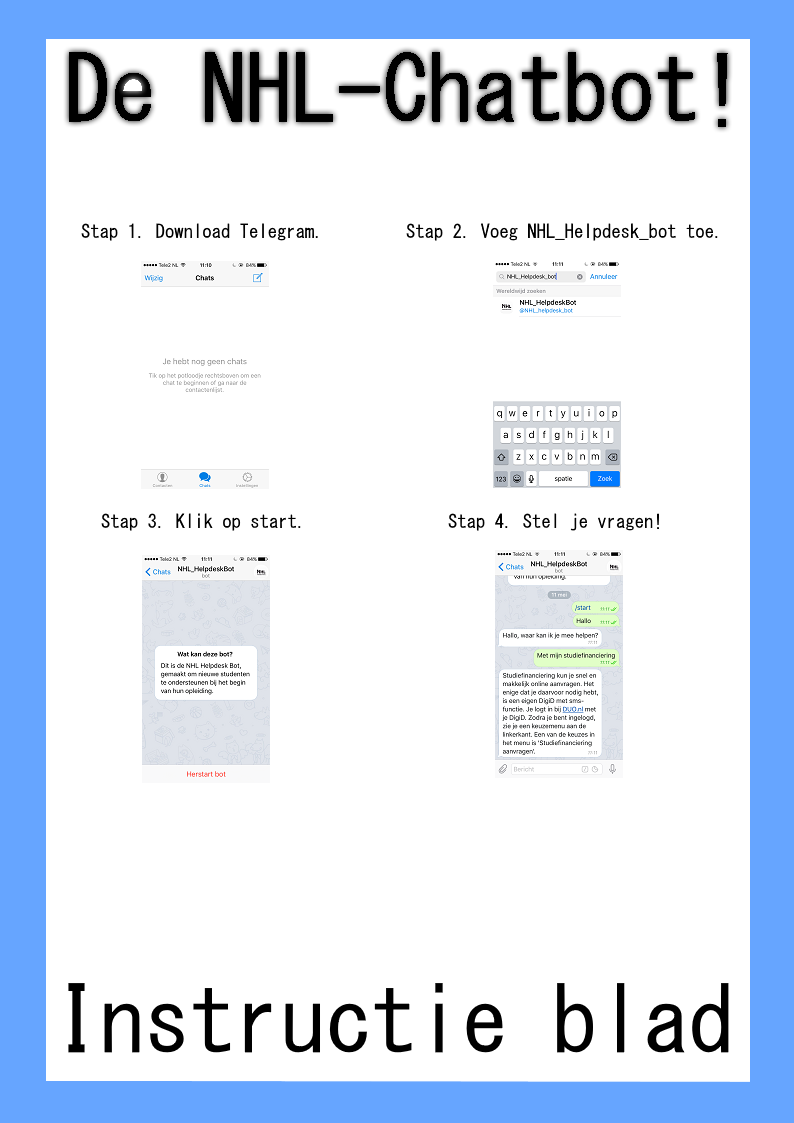 De NHL-Chatbot!
Stap 1. Download Telegram.
Tele2 NL 11:10 84%
Wijzig Chats
Je hebt nog geen chats
Tik op het potloodje rechtsboven om een
chat te beginnen of ga naar de
contactenlijst.
Contacten Chats Instellingen
Stap 2. Voeg NHL_Helpdesk_bot toe.
Tele2 NL 11:11 84%
NHL_Helpdesk_bot Annuleer
Wereldwijd zoeken
NHL NHL_HelpdeskBot
@NHL_helpdesk_bot
q w e r t y u i o p
a s d f g h j k l
z x c v b n m
123 spatie Zoek
Stap 3. Klik op start.
Tele2 NL 11:11 84%
Chats NHL_HelpdeskBot NHL
bot
Wat kan deze bot?
Dit is de NHL Helpdesk Bot,
gemaakt om nieuwe studenten
te ondersteunen bij het begin
van hun opleiding.
Herstart bot
Stap 4. Stel je vragen!
Tele2 NL 11:11 84%
Chats NHL_HelpdeskBot NHL
bot
van hun opleiding.
11 mei
/start 11:11
Hallo 11:11
Hallo, waar kan ik je mee helpen?
11:11
Met mijn studiefinanciering
11:11
Studiefinanciering kun je snel en
makkelijk online aanvragen. Het
enige dat je daarvoor nodig hebt,
is een eigen DigiD met sms-
functie. Je logt in bij DUO.nl met
je DigiD. Zodra je bent ingelogd,
zie je een keuzemenu aan de
linkerkant. Een van de keuzes in
het menu is 'Studiefinanciering
aanvragen'. 11:11
Bericht
Instructie blad